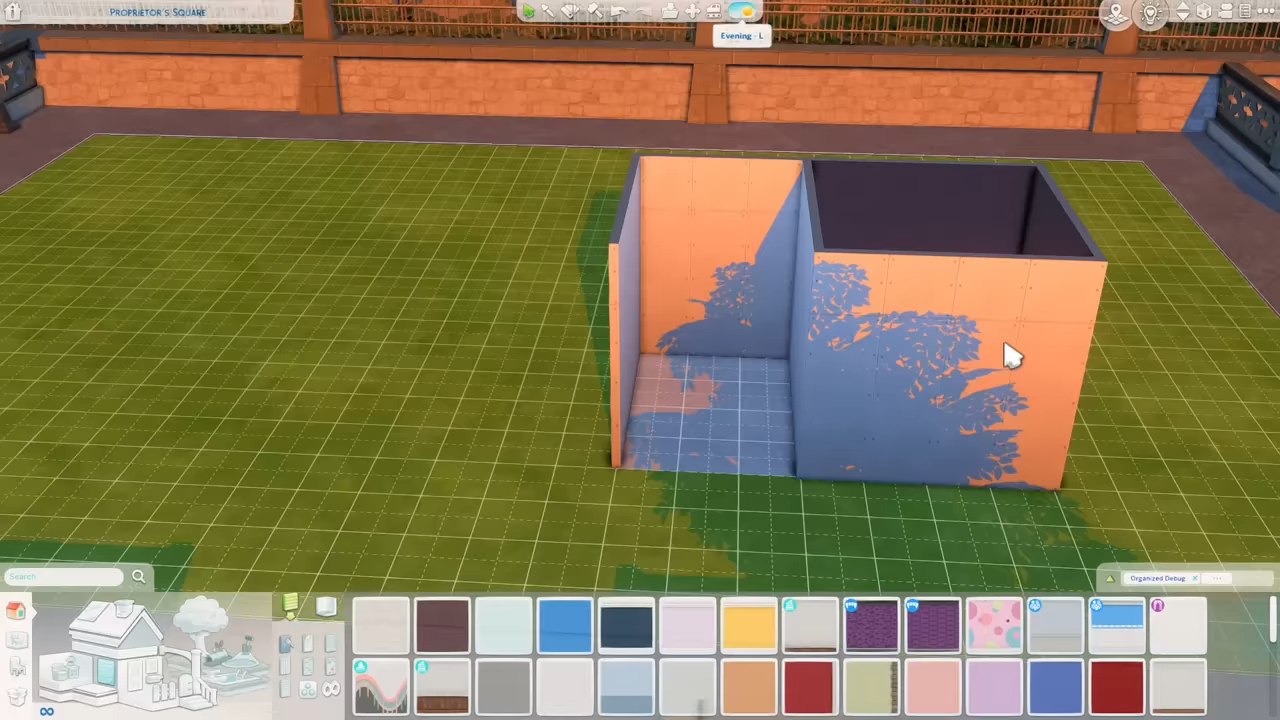 Proprietor's Square
Evening - L
Search
Organized Debug